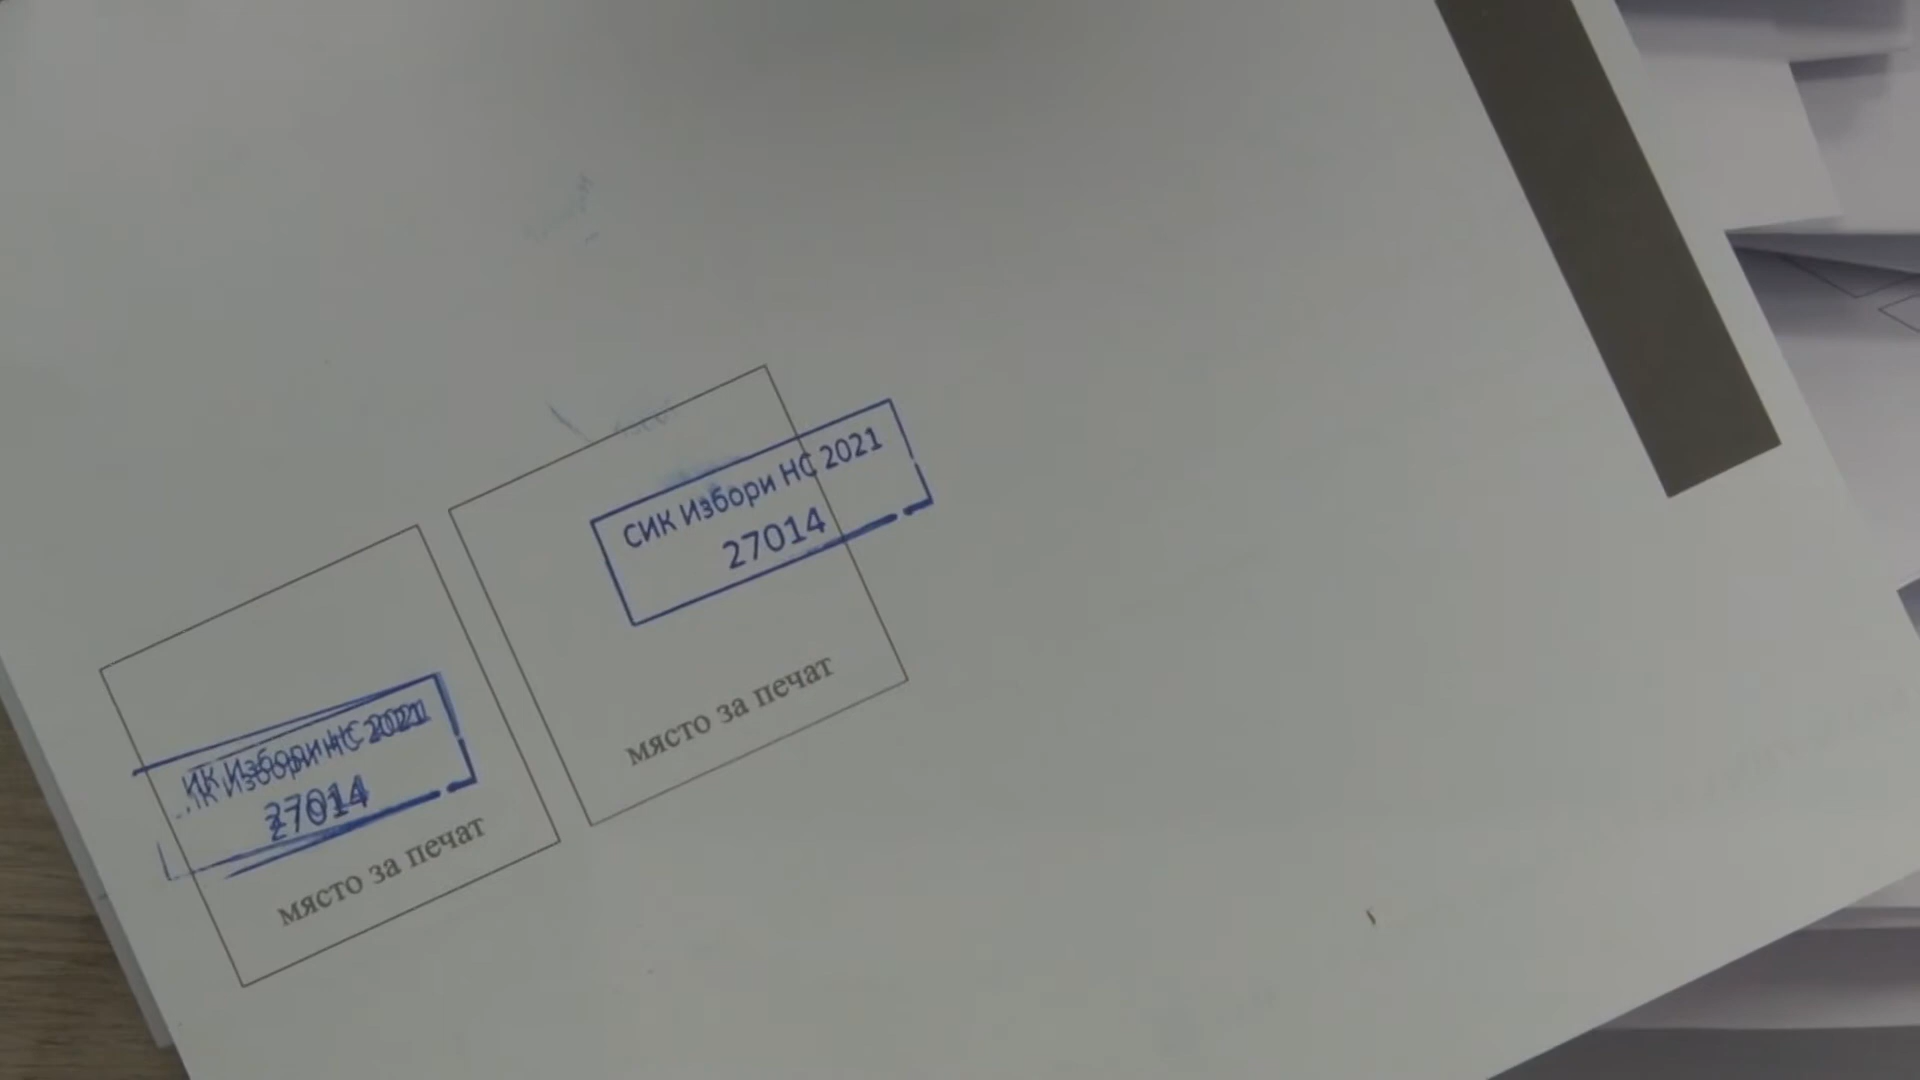 СИК Избори НС 2021
27014
място за печат
ИК Избори НС 2021
27014
място за печат